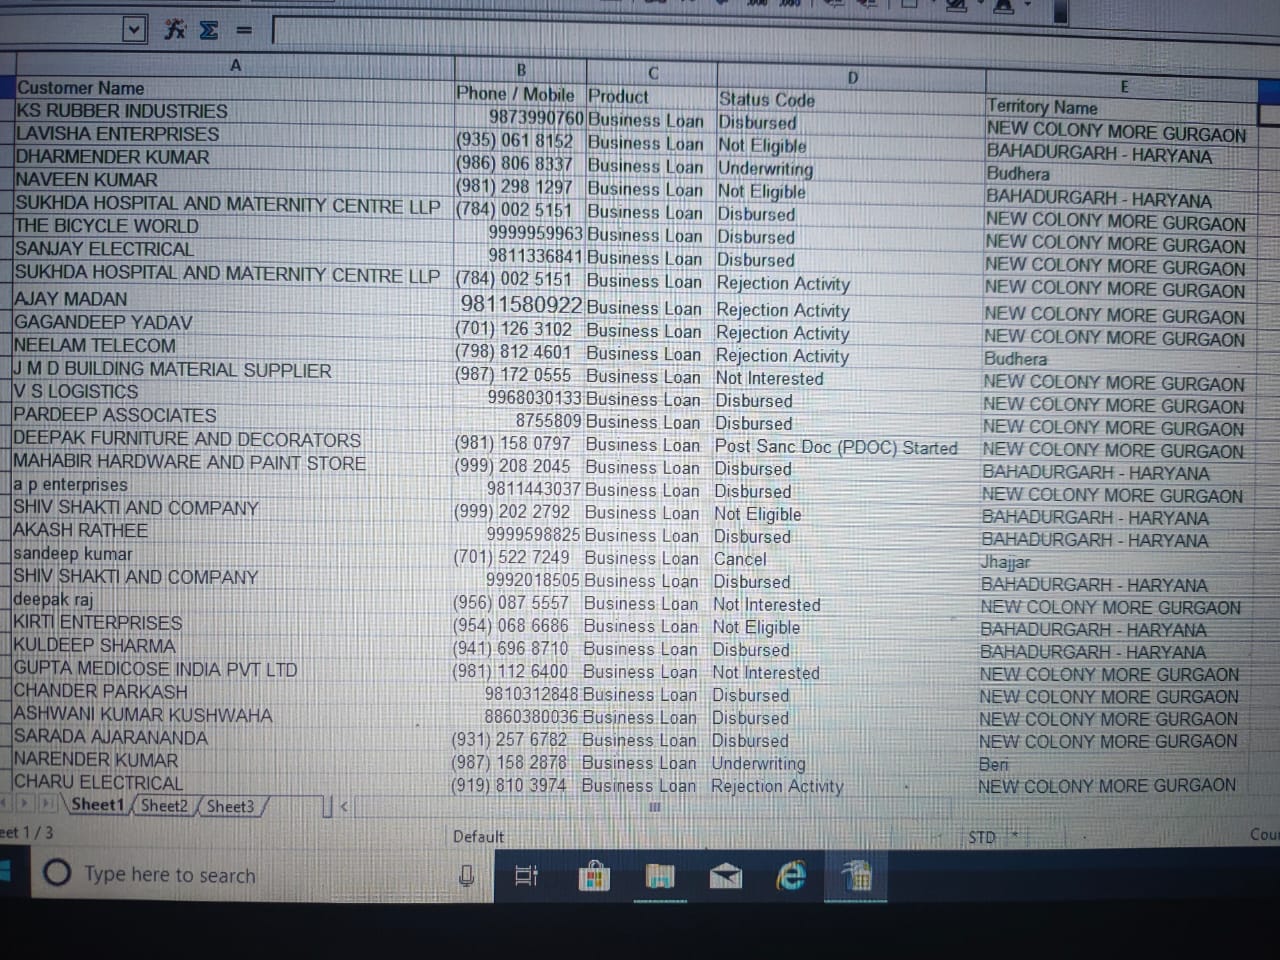 A B C D E
Customer Name Phone / Mobile Product Status Code Territory Name
KS RUBBER INDUSTRIES 9873990760 Business Loan Disbursed NEW COLONY MORE GURGAON
LAVISHA ENTERPRISES (935) 061 8152 Business Loan Not Eligible BAHADURGARH - HARYANA
DHARMENDER KUMAR (986) 806 8337 Business Loan Underwriting Budhera
NAVEEN KUMAR (981) 298 1297 Business Loan Not Eligible BAHADURGARH - HARYANA
SUKHDA HOSPITAL AND MATERNITY CENTRE LLP (784) 002 5151 Business Loan Disbursed NEW COLONY MORE GURGAON
THE BICYCLE WORLD 9999959963 Business Loan Disbursed NEW COLONY MORE GURGAON
SANJAY ELECTRICAL 9811336841 Business Loan Disbursed NEW COLONY MORE GURGAON
SUKHDA HOSPITAL AND MATERNITY CENTRE LLP (784) 002 5151 Business Loan Rejection Activity NEW COLONY MORE GURGAON
AJAY MADAN 9811580922 Business Loan Rejection Activity NEW COLONY MORE GURGAON
GAGANDEEP YADAV (701) 126 3102 Business Loan Rejection Activity NEW COLONY MORE GURGAON
NEELAM TELECOM (798) 812 4601 Business Loan Rejection Activity Budhera
J M D BUILDING MATERIAL SUPPLIER (987) 172 0555 Business Loan Not Interested NEW COLONY MORE GURGAON
V S LOGISTICS 9968030133 Business Loan Disbursed NEW COLONY MORE GURGAON
PARDEEP ASSOCIATES 8755809 Business Loan Disbursed NEW COLONY MORE GURGAON
DEEPAK FURNITURE AND DECORATORS (981) 158 0797 Business Loan Post Sanc Doc (PDOC) Started NEW COLONY MORE GURGAON
MAHABIR HARDWARE AND PAINT STORE (999) 208 2045 Business Loan Disbursed BAHADURGARH - HARYANA
a p enterprises 9811443037 Business Loan Disbursed NEW COLONY MORE GURGAON
SHIV SHAKTI AND COMPANY (999) 202 2792 Business Loan Not Eligible BAHADURGARH - HARYANA
AKASH RATHEE 9999598825 Business Loan Disbursed BAHADURGARH - HARYANA
sandeep kumar (701) 522 7249 Business Loan Cancel Jhajjar
SHIV SHAKTI AND COMPANY 9992018505 Business Loan Disbursed BAHADURGARH - HARYANA
deepak raj (956) 087 5557 Business Loan Not Interested NEW COLONY MORE GURGAON
KIRTI ENTERPRISES (954) 068 6686 Business Loan Not Eligible BAHADURGARH - HARYANA
KULDEEP SHARMA (941) 696 8710 Business Loan Disbursed BAHADURGARH - HARYANA
GUPTA MEDICOSE INDIA PVT LTD (981) 112 6400 Business Loan Not Interested NEW COLONY MORE GURGAON
CHANDER PARKASH 9810312848 Business Loan Disbursed NEW COLONY MORE GURGAON
ASHWANI KUMAR KUSHWAHA 8860380036 Business Loan Disbursed NEW COLONY MORE GURGAON
SARADA AJARANANDA (931) 257 6782 Business Loan Disbursed NEW COLONY MORE GURGAON
NARENDER KUMAR (987) 158 2878 Business Loan Underwriting Beri
CHARU ELECTRICAL (919) 810 3974 Business Loan Rejection Activity NEW COLONY MORE GURGAON
Sheet1 Sheet2 Sheet3
eet 1 / 3 Default STD * Cou
Type here to search